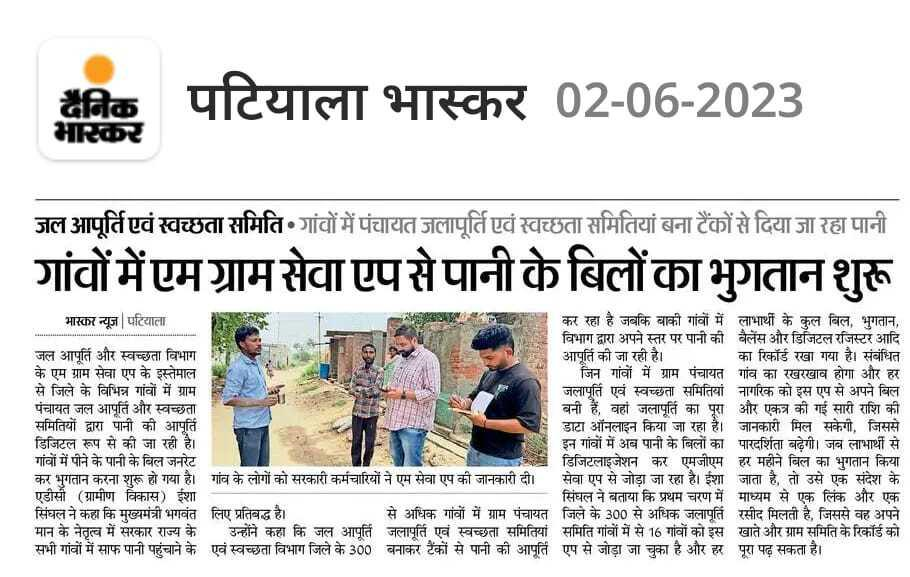 दैनिक
भास्कर
पटियाला भास्कर 02-06-2023
जल आपूर्ति एवं स्वच्छता समिति • गांवों में पंचायत जलापूर्ति एवं स्वच्छता समितियां बना टैंकों से दिया जा रहा पानी
गांवों में एम ग्राम सेवा एप से पानी के बिलों का भुगतान शुरू
भास्कर न्यूज | पटियाला
जल आपूर्ति और स्वच्छता विभाग
के एम ग्राम सेवा एप के इस्तेमाल
से जिले के विभिन्न गांवों में ग्राम
पंचायत जल आपूर्ति और स्वच्छता
समितियों द्वारा पानी की आपूर्ति
डिजिटल रूप से की जा रही है।
गांवों में पीने के पानी के बिल जनरेट
कर भुगतान करना शुरू हो गया है।
एडीसी (ग्रामीण विकास) ईशा
सिंघल ने कहा कि मुख्यमंत्री भगवंत
मान के नेतृत्व में सरकार राज्य के
सभी गांवों में साफ पानी पहुंचाने के
गांव के लोगों को सरकारी कर्मचारियों ने एम सेवा एप की जानकारी दी।
लिए प्रतिबद्ध है।
उन्होंने कहा कि जल आपूर्ति
एवं स्वच्छता विभाग जिले के 300
से अधिक गांवों में ग्राम पंचायत
जलापूर्ति एवं स्वच्छता समितियां
बनाकर टैंकों से पानी की आपूर्ति
कर रहा है जबकि बाकी गांवों में
विभाग द्वारा अपने स्तर पर पानी की
आपूर्ति की जा रही है।
जिन गांवों में ग्राम पंचायत
जलापूर्ति एवं स्वच्छता समितियां
बनी हैं, वहां जलापूर्ति का पूरा
डाटा ऑनलाइन किया जा रहा है।
इन गांवों में अब पानी के बिलों का
डिजिटलाइजेशन कर एमजीएम
सेवा एप से जोड़ा जा रहा है। ईशा
सिंघल ने बताया कि प्रथम चरण में
जिले के 300 से अधिक जलापूर्ति
समिति गांवों में से 16 गांवों को इस
एप से जोड़ा जा चुका है और हर
लाभार्थी के कुल बिल, भुगतान,
बैलेंस और डिजिटल रजिस्टर आदि
का रिकॉर्ड रखा गया है। संबंधित
गांव का रखरखाव होगा और हर
नागरिक को इस एप से अपने बिल
और एकत्र की गई सारी राशि की
जानकारी मिल सकेगी, जिससे
पारदर्शिता बढ़ेगी। जब लाभार्थी से
हर महीने बिल का भुगतान किया
जाता है, तो उसे एक संदेश के
माध्यम से एक लिंक और एक
रसीद मिलती है, जिससे वह अपने
खाते और ग्राम समिति के रिकॉर्ड को
पूरा पढ़ सकता है।